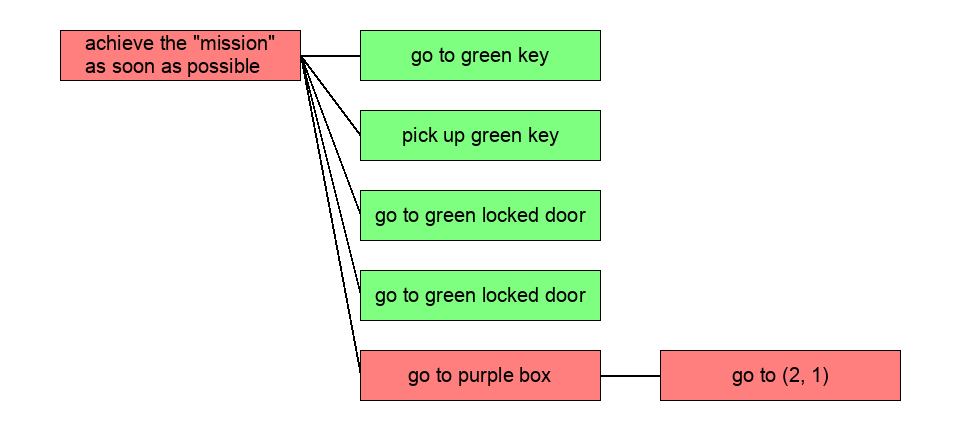 achieve the "mission"
as soon as possible
go to green key
pick up green key
go to green locked door
go to green locked door
go to purple box
go to (2, 1)